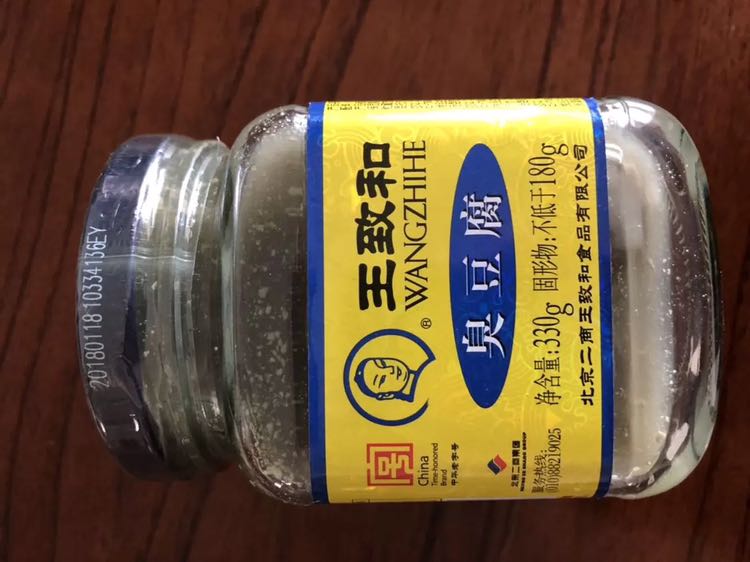 王致和
WANGZHIHE
®
臭豆腐
净含量:330g 固形物:不低于180g
北京二商王致和食品有限公司
China
Time-honored
Brand
中华老字号
北京二商集团
服务热线:
(010)88219025
20180118 10334136EY